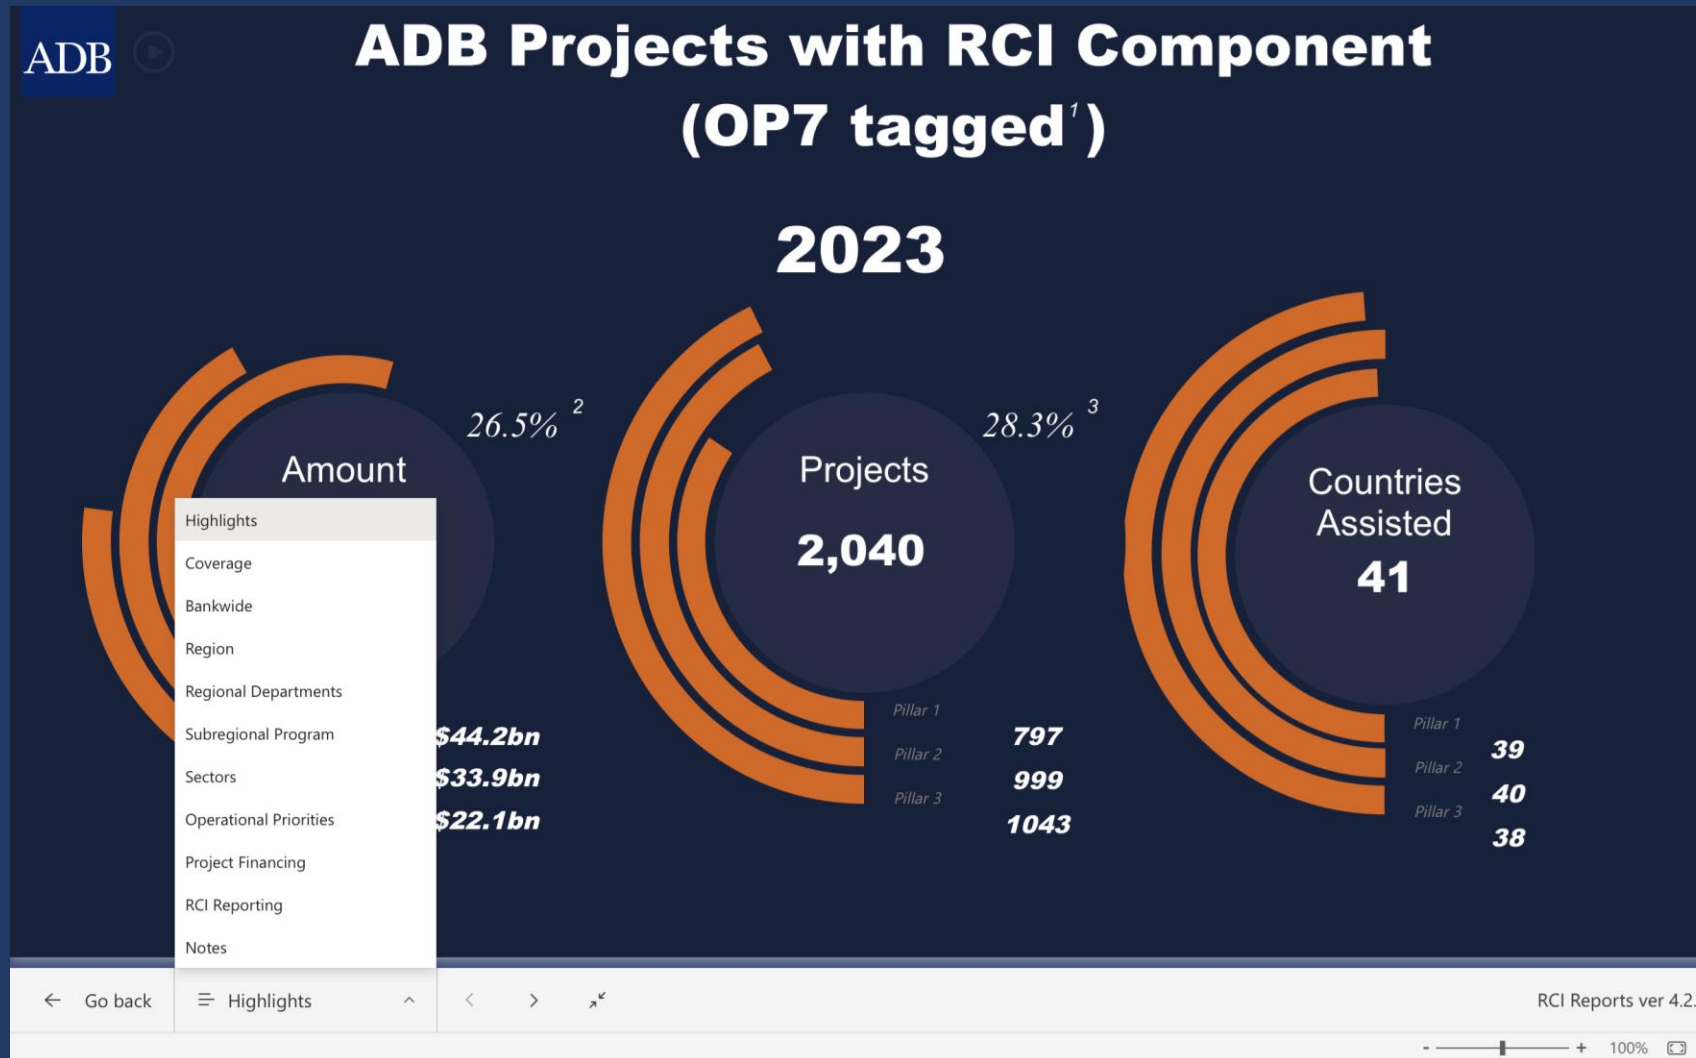 ADB
ADB Projects with RCI Component
(OP7 tagged¹)
2023
26.5% 2
28.3% 3
Amount
Projects
2,040
Countries
Assisted
41
Highlights
Coverage
Bankwide
Region
Regional Departments
Subregional Program
Sectors
Operational Priorities
Project Financing
RCI Reporting
Notes
$44.2bn
$33.9bn
$22.1bn
Pillar 1
797
Pillar 2
999
Pillar 3
1043
Pillar 1
39
Pillar 2
40
Pillar 3
38
Go back
Highlights
RCI Reports ver 4.2.
- + 100%